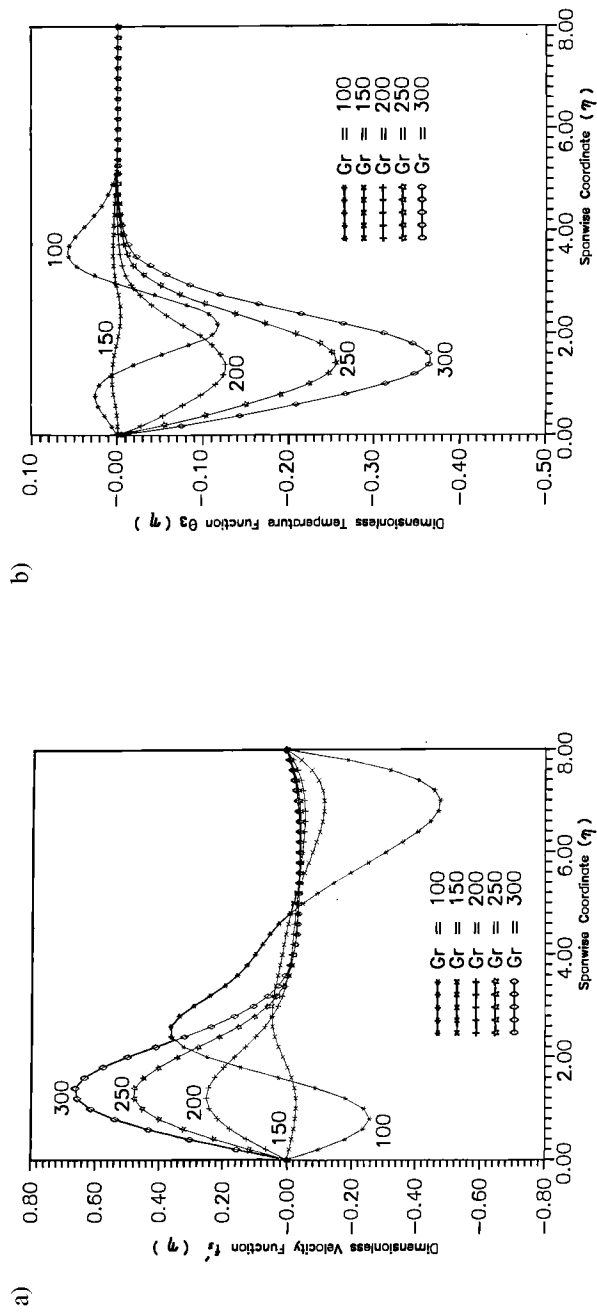 a)
Dimensionless Velocity Function f′s ( η )
0.80
0.60
0.40
0.20
−0.00
−0.20
−0.40
−0.60
−0.80
300
250
200
150
100
Gr = 100
Gr = 150
Gr = 200
Gr = 250
Gr = 300
0.00 2.00 4.00 6.00 8.00
Spanwise Coordinate (η)
b)
Dimensionless Temperature Function θ3 ( η )
0.10
−0.00
−0.10
−0.20
−0.30
−0.40
−0.50
100
150
200
250
300
Gr = 100
Gr = 150
Gr = 200
Gr = 250
Gr = 300
0.00 2.00 4.00 6.00 8.00
Spanwise Coordinate (η)